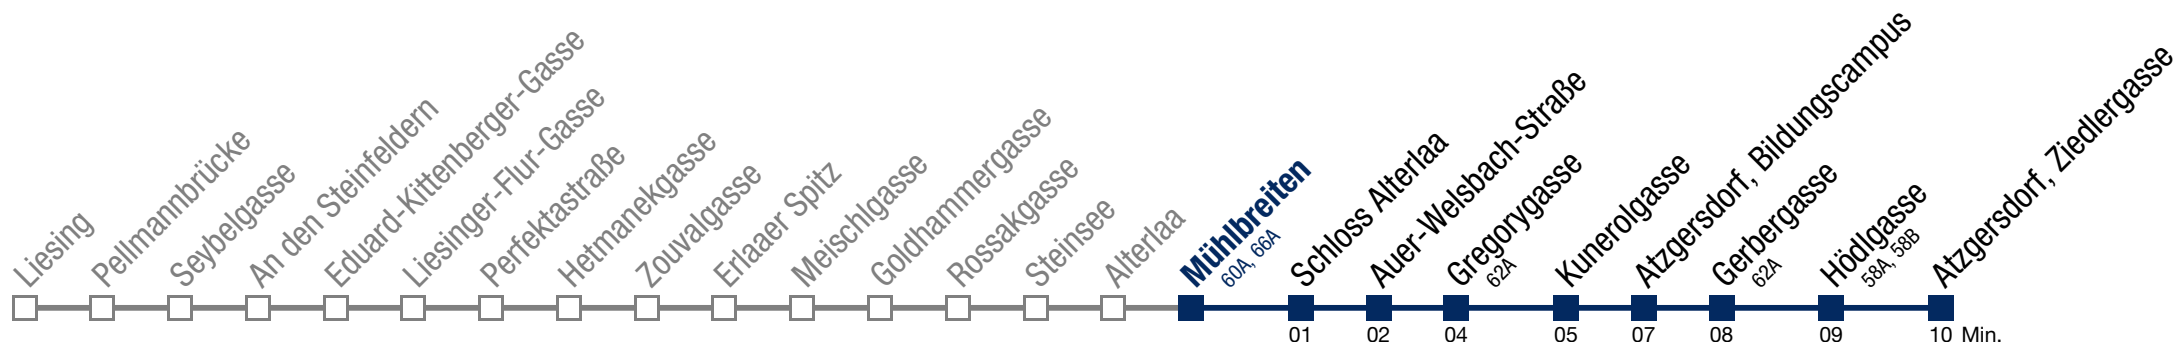 Liesing
Pellmannbrücke
Seybelgasse
An den Steinfeldern
Eduard-Kittenberger-Gasse
Liesinger-Flur-Gasse
Perfektastraße
Hetmanekgasse
Zouvalgasse
Erlaaer Spitz
Meischlgasse
Goldhammergasse
Rossakgasse
Steinsee
Alterlaa
Mühlbreiten
60A, 66A
Schloss Alterlaa
Auer-Welsbach-Straße
Gregorygasse
62A
Kunerolgasse
Atzgersdorf, Bildungscampus
Gerbergasse
62A
Hödlgasse
58A, 58B
Atzgersdorf, Ziedlergasse
01 02 04 05 07 08 09 10 Min.